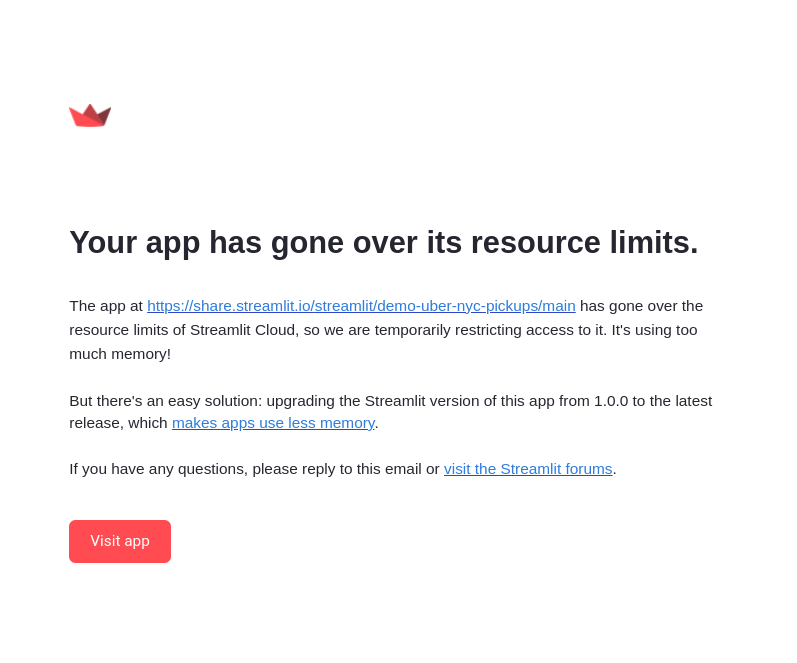 Your app has gone over its resource limits.
The app at https://share.streamlit.io/streamlit/demo-uber-nyc-pickups/main has gone over the
resource limits of Streamlit Cloud, so we are temporarily restricting access to it. It's using too
much memory!
But there's an easy solution: upgrading the Streamlit version of this app from 1.0.0 to the latest
release, which makes apps use less memory.
If you have any questions, please reply to this email or visit the Streamlit forums.
Visit app